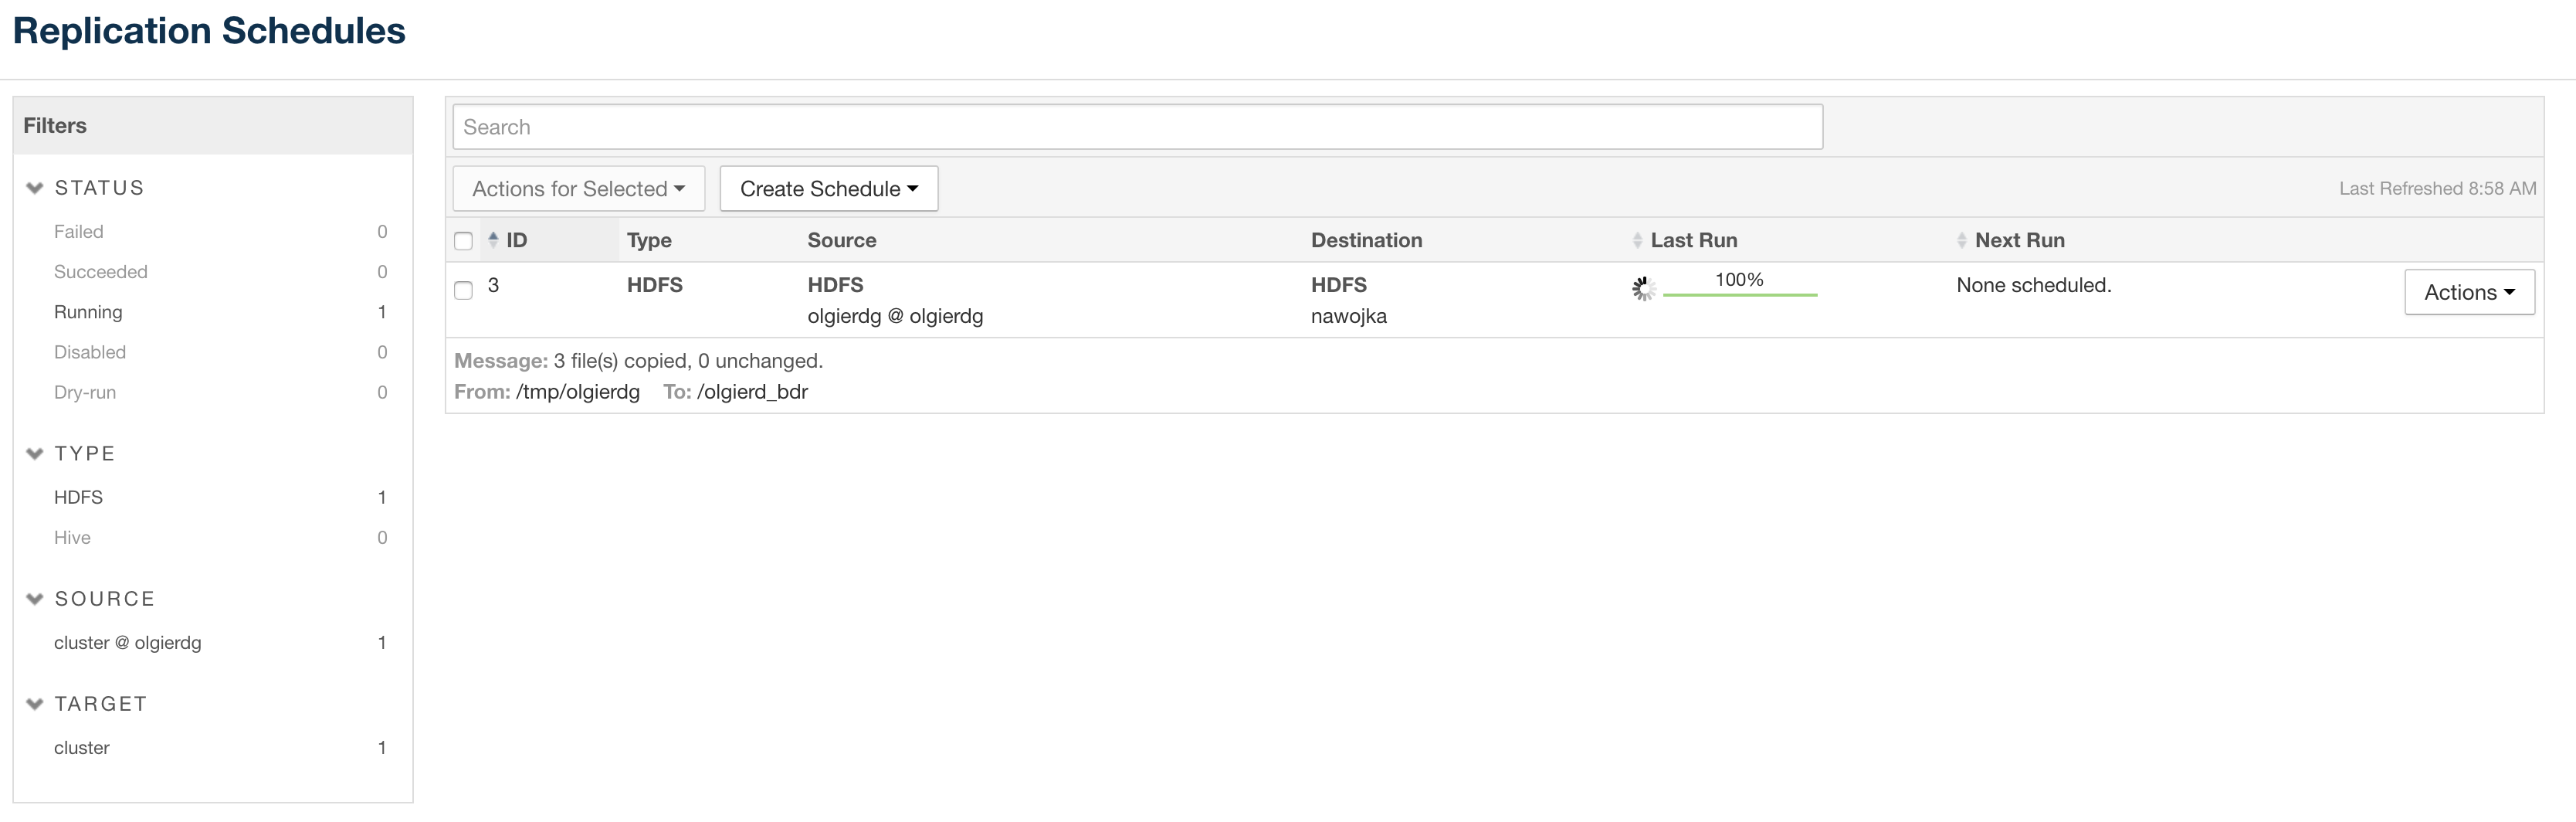 Replication Schedules
Filters
STATUS
Failed 0
Succeeded 0
Running 1
Disabled 0
Dry-run 0
TYPE
HDFS 1
Hive 0
SOURCE
cluster @ olgierdg 1
TARGET
cluster 1
Search
Actions for Selected Create Schedule Last Refreshed 8:58 AM
ID Type Source Destination Last Run Next Run
3 HDFS HDFS HDFS 100% None scheduled. Actions
olgierdg @ olgierdg nawojka
Message: 3 file(s) copied, 0 unchanged.
From: /tmp/olgierdg To: /olgierd_bdr